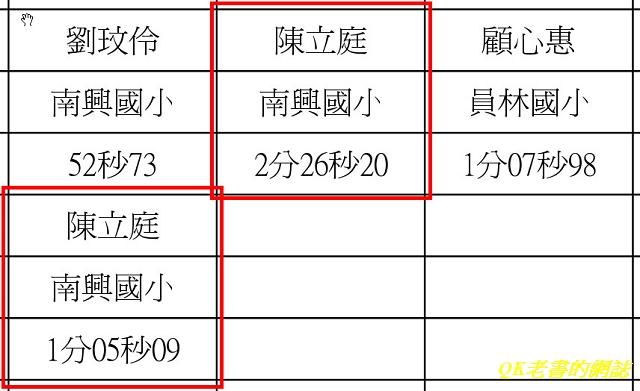 劉玟伶 陳立庭 顧心惠
南興國小 南興國小 員林國小
52秒73 2分26秒20 1分07秒98
陳立庭
南興國小
1分05秒09
QK老書的網誌